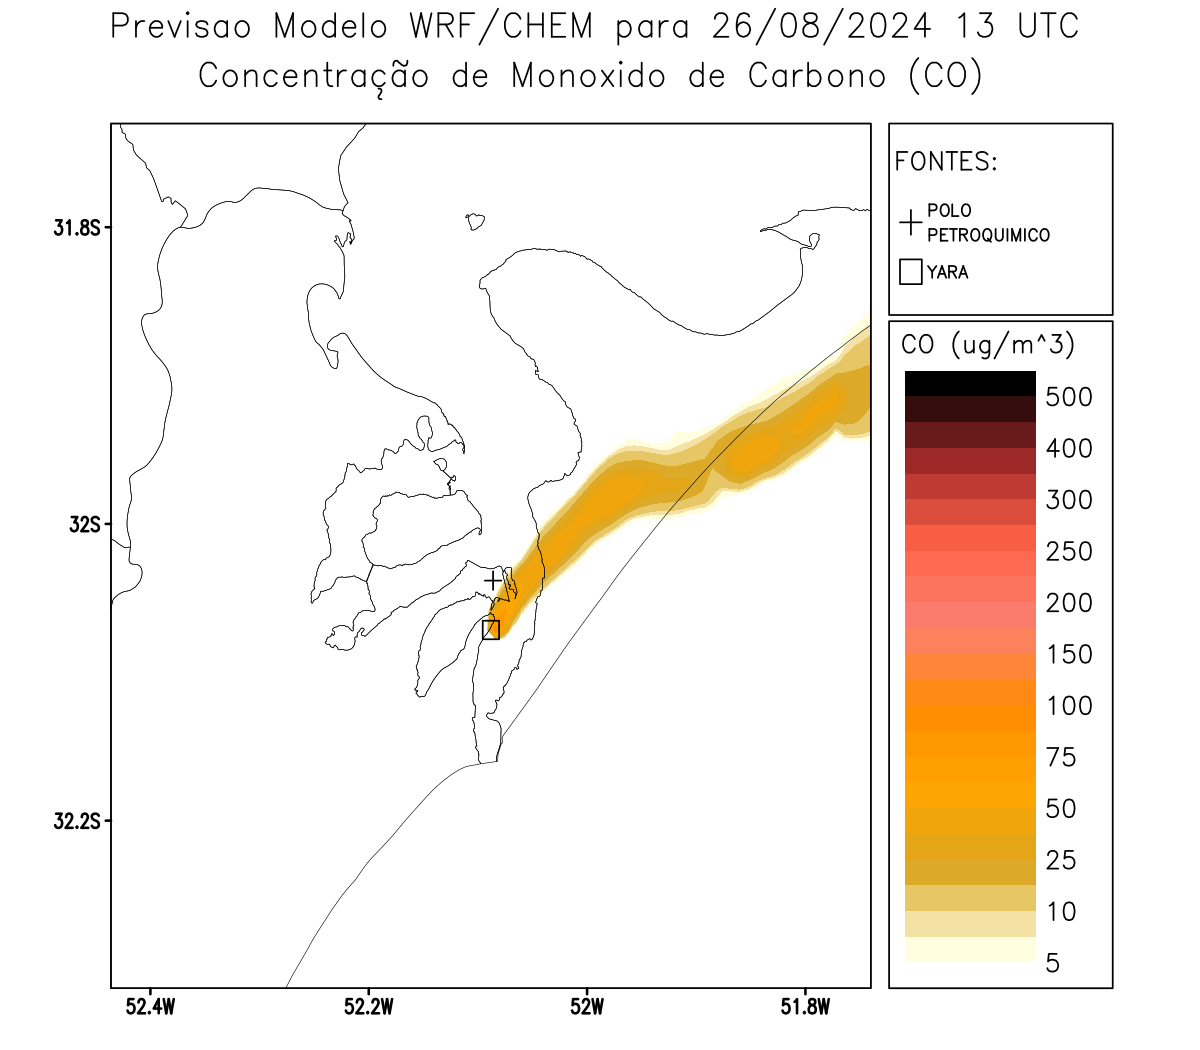 Previsao Modelo WRF/CHEM para 26/08/2024 13 UTC
Concentração de Monoxido de Carbono (CO)
FONTES:
POLO
PETROQUIMICO
YARA
CO (ug/m^3)
500
400
300
250
200
150
100
75
50
25
10
5
31.8S
32S
32.2S
52.4W
52.2W
52W
51.8W